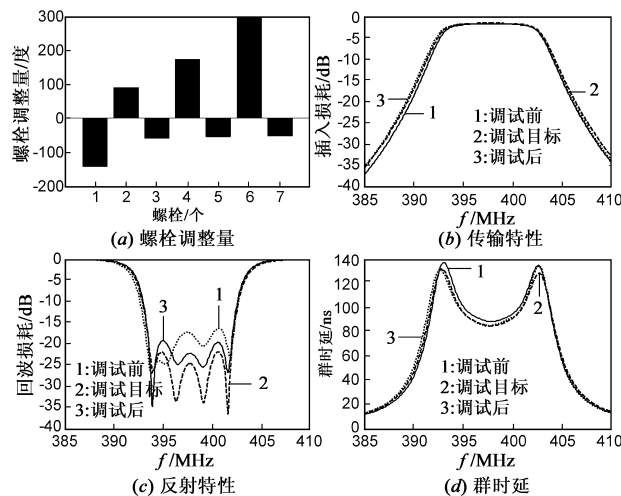 300
200
100
0
-100
-200
螺栓调整量/度
1 2 3 4 5 6 7
螺栓/个
(a) 螺栓调整量
0
-5
-10
-15
-20
-25
-30
-35
-40
插入损耗/dB
3
1
2
1:调试前
2:调试目标
3:调试后
385 390 395 400 405 410
f/MHz
(b) 传输特性
0
-5
-10
-15
-20
-25
-30
-35
-40
回波损耗/dB
3
1
2
1:调试前
2:调试目标
3:调试后
385 390 395 400 405 410
f/MHz
(c) 反射特性
140
120
100
80
60
40
20
0
群时延/ns
1
3
2
1:调试前
2:调试目标
3:调试后
385 390 395 400 405 410
f/MHz
(d) 群时延